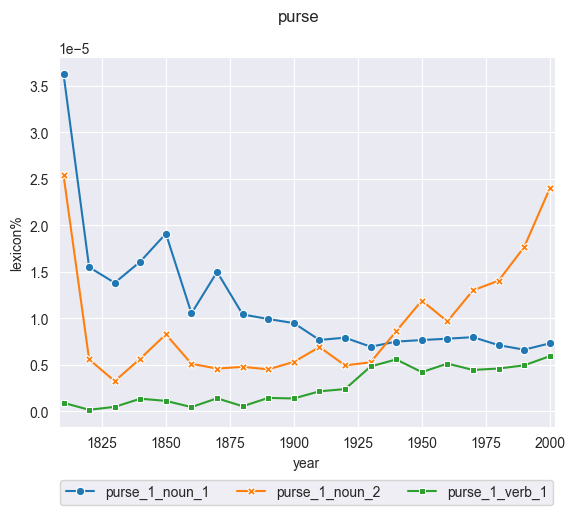 purse
1e−5
3.5
3.0
2.5
2.0
1.5
1.0
0.5
0.0
lexicon%
1825 1850 1875 1900 1925 1950 1975 2000
year
purse_1_noun_1 purse_1_noun_2 purse_1_verb_1